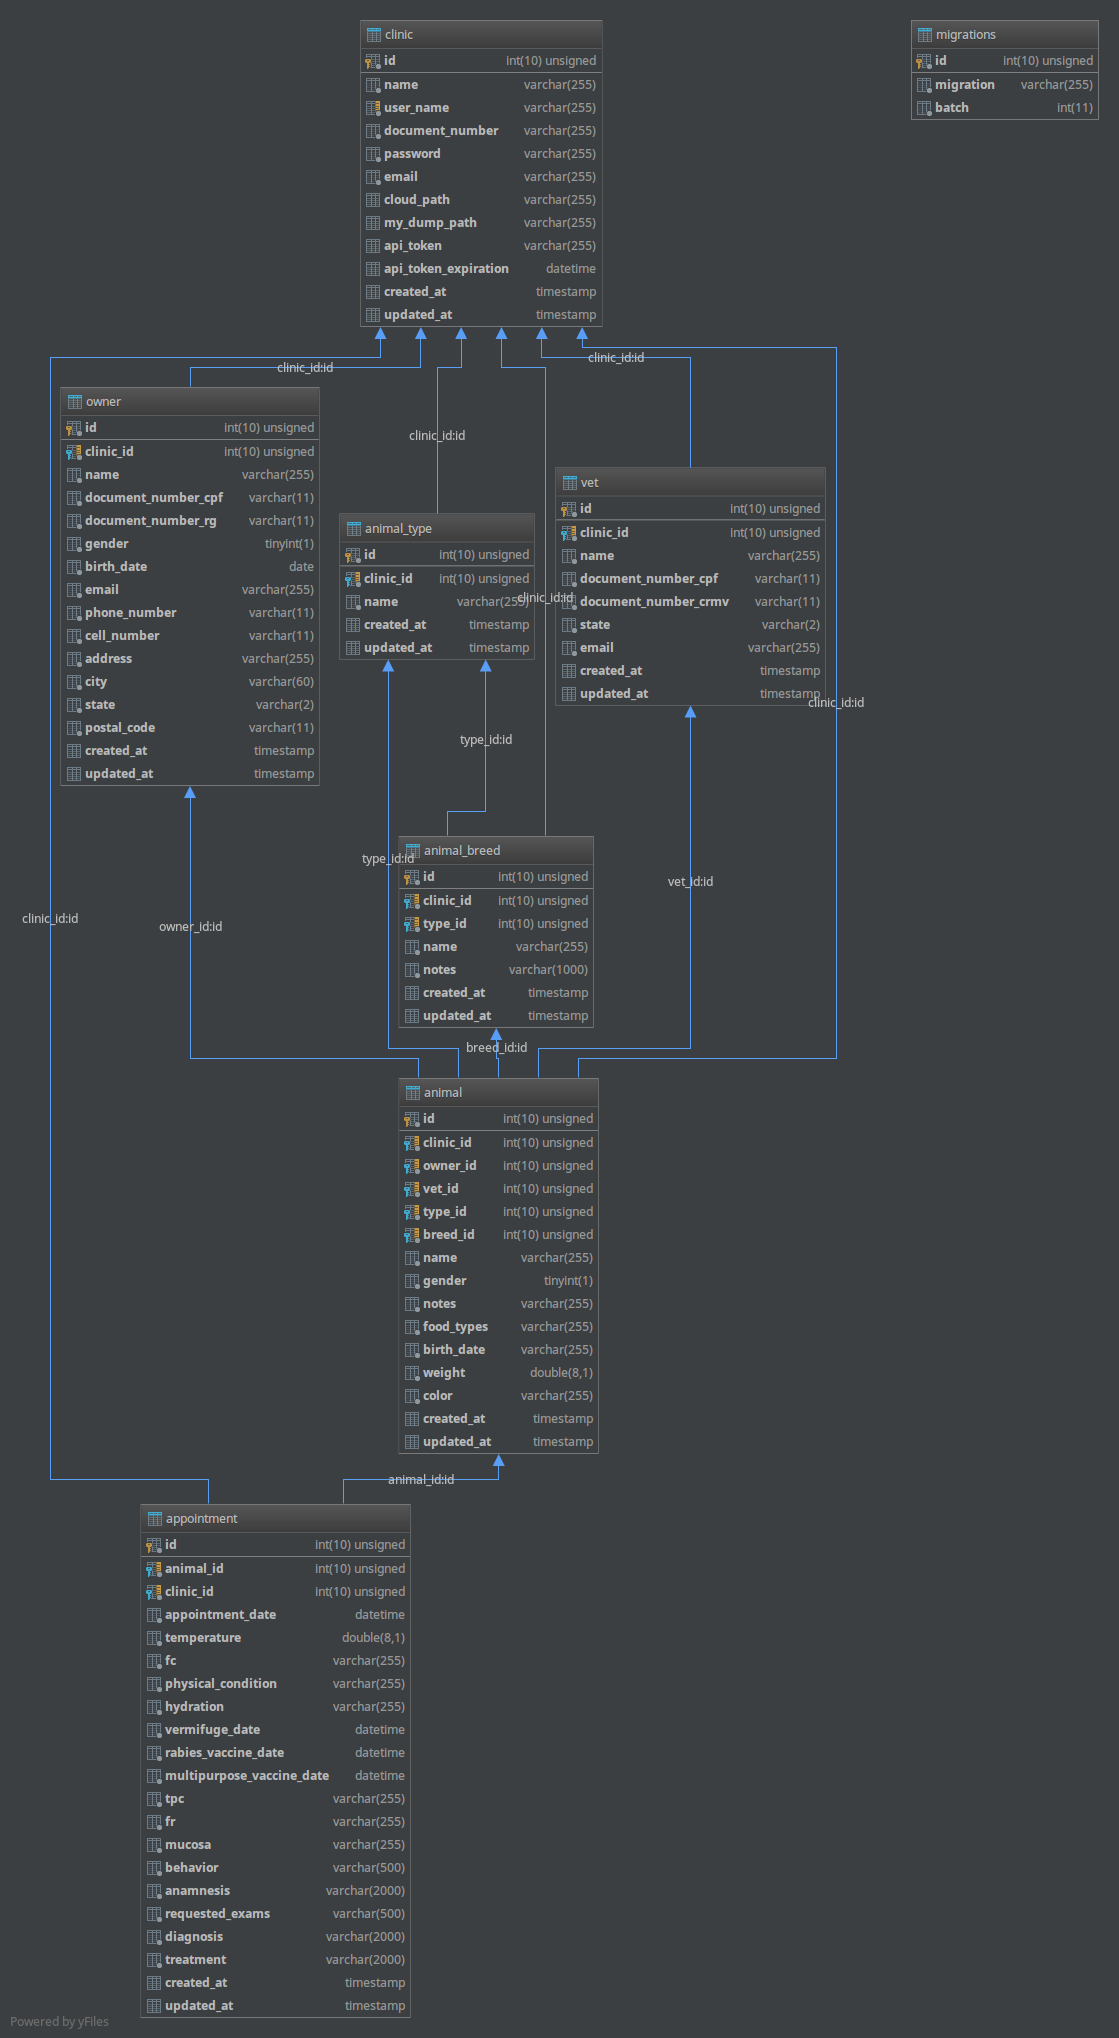 clinic
id int(10) unsigned
name varchar(255)
user_name varchar(255)
document_number varchar(255)
password varchar(255)
email varchar(255)
cloud_path varchar(255)
my_dump_path varchar(255)
api_token varchar(255)
api_token_expiration datetime
created_at timestamp
updated_at timestamp
migrations
id int(10) unsigned
migration varchar(255)
batch int(11)
clinic_id:id
clinic_id:id
clinic_id:id
owner
id int(10) unsigned
clinic_id int(10) unsigned
name varchar(255)
document_number_cpf varchar(11)
document_number_rg varchar(11)
gender tinyint(1)
birth_date date
email varchar(255)
phone_number varchar(11)
cell_number varchar(11)
address varchar(255)
city varchar(60)
state varchar(2)
postal_code varchar(11)
created_at timestamp
updated_at timestamp
animal_type
id int(10) unsigned
clinic_id int(10) unsigned
name varchar(255)
created_at timestamp
updated_at timestamp
clinic_id:id
vet
id int(10) unsigned
clinic_id int(10) unsigned
name varchar(255)
document_number_cpf varchar(11)
document_number_crmv varchar(11)
state varchar(2)
email varchar(255)
created_at timestamp
updated_at timestamp
clinic_id:id
type_id:id
type_id:id
animal_breed
id int(10) unsigned
clinic_id int(10) unsigned
type_id int(10) unsigned
name varchar(255)
notes varchar(1000)
created_at timestamp
updated_at timestamp
vet_id:id
clinic_id:id
owner_id:id
breed_id:id
animal
id int(10) unsigned
clinic_id int(10) unsigned
owner_id int(10) unsigned
vet_id int(10) unsigned
type_id int(10) unsigned
breed_id int(10) unsigned
name varchar(255)
gender tinyint(1)
notes varchar(255)
food_types varchar(255)
birth_date varchar(255)
weight double(8,1)
color varchar(255)
created_at timestamp
updated_at timestamp
animal_id:id
appointment
id int(10) unsigned
animal_id int(10) unsigned
clinic_id int(10) unsigned
appointment_date datetime
temperature double(8,1)
fc varchar(255)
physical_condition varchar(255)
hydration varchar(255)
vermifuge_date datetime
rabies_vaccine_date datetime
multipurpose_vaccine_date datetime
tpc varchar(255)
fr varchar(255)
mucosa varchar(255)
behavior varchar(500)
anamnesis varchar(2000)
requested_exams varchar(500)
diagnosis varchar(2000)
treatment varchar(2000)
created_at timestamp
updated_at timestamp
Powered by yFiles